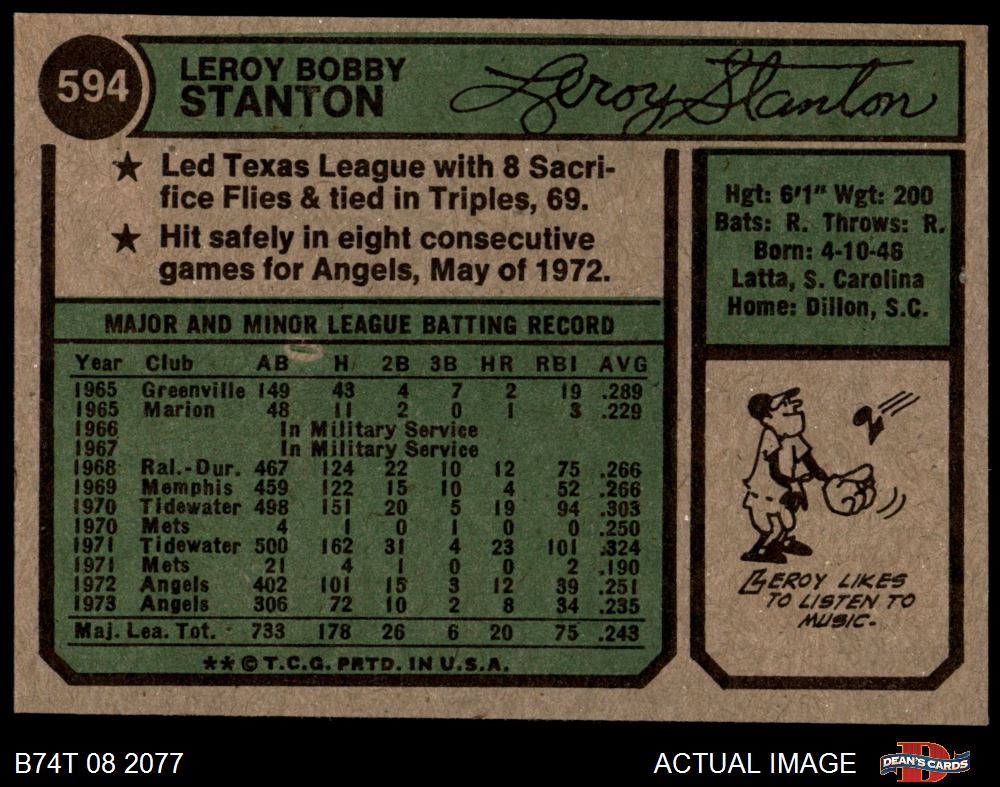 594
LEROY BOBBY
STANTON
Leroy Stanton
★ Led Texas League with 8 Sacri-
fice Flies & tied in Triples, 69.
★ Hit safely in eight consecutive
games for Angels, May of 1972.
Hgt: 6'1" Wgt: 200
Bats: R. Throws: R.
Born: 4-10-46
Latta, S. Carolina
Home: Dillon, S.C.
MAJOR AND MINOR LEAGUE BATTING RECORD
Year Club AB H 2B 3B HR RBI AVG
1965 Greenville 149 43 4 7 2 19 .289
1965 Marion 48 11 2 0 1 3 .229
1966 In Military Service
1967 In Military Service
1968 Ral.-Dur. 467 124 22 10 12 75 .266
1969 Memphis 459 122 15 10 4 52 .266
1970 Tidewater 498 151 20 5 19 94 .303
1970 Mets 4 1 0 1 0 0 .250
1971 Tidewater 500 162 31 4 23 101 .324
1971 Mets 21 4 1 0 0 2 .190
1972 Angels 402 101 15 3 12 39 .251
1973 Angels 306 72 10 2 8 34 .235
Maj. Lea. Tot. 733 178 26 6 20 75 .243
** © T.C.G. PRTD. IN U.S.A.
LEROY LIKES
TO LISTEN TO
MUSIC.
B74T 08 2077
ACTUAL IMAGE
D
DEAN'S CARDS